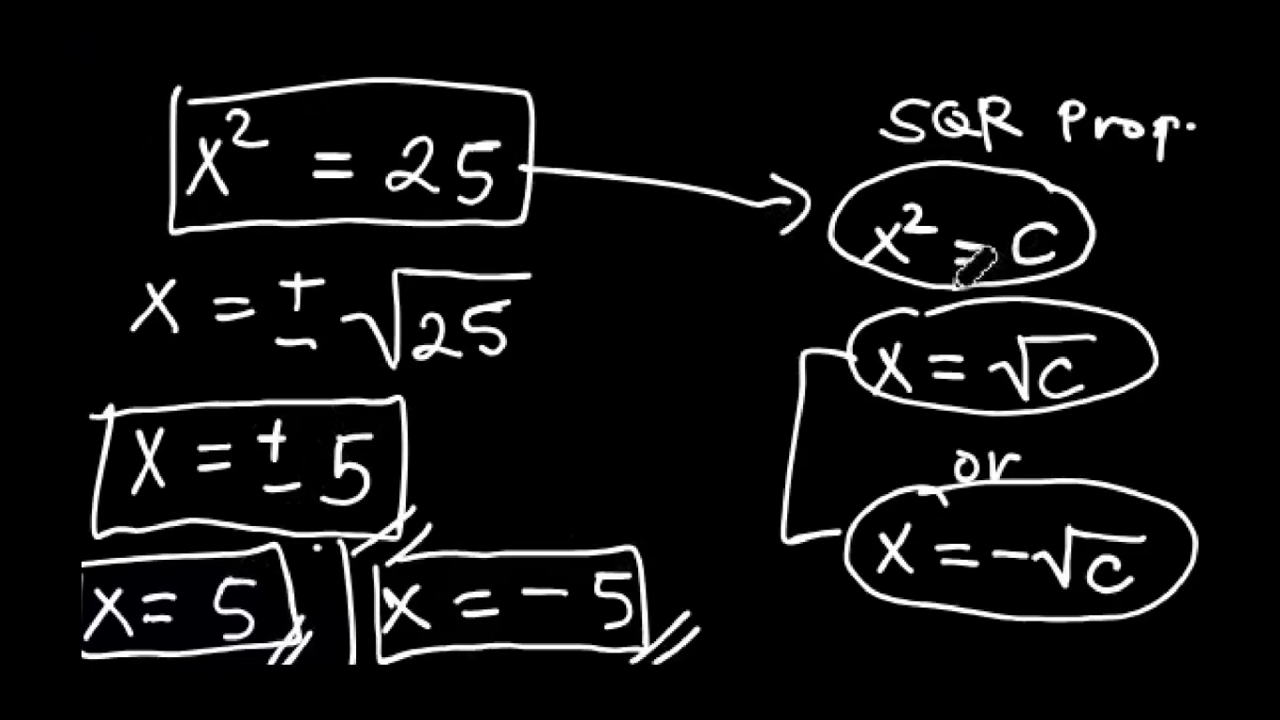 x² = 25
x = ± √25
x = ± 5
x = 5 | x = - 5
SQR Prop.
x² = c
x = √c
or
x = -√c